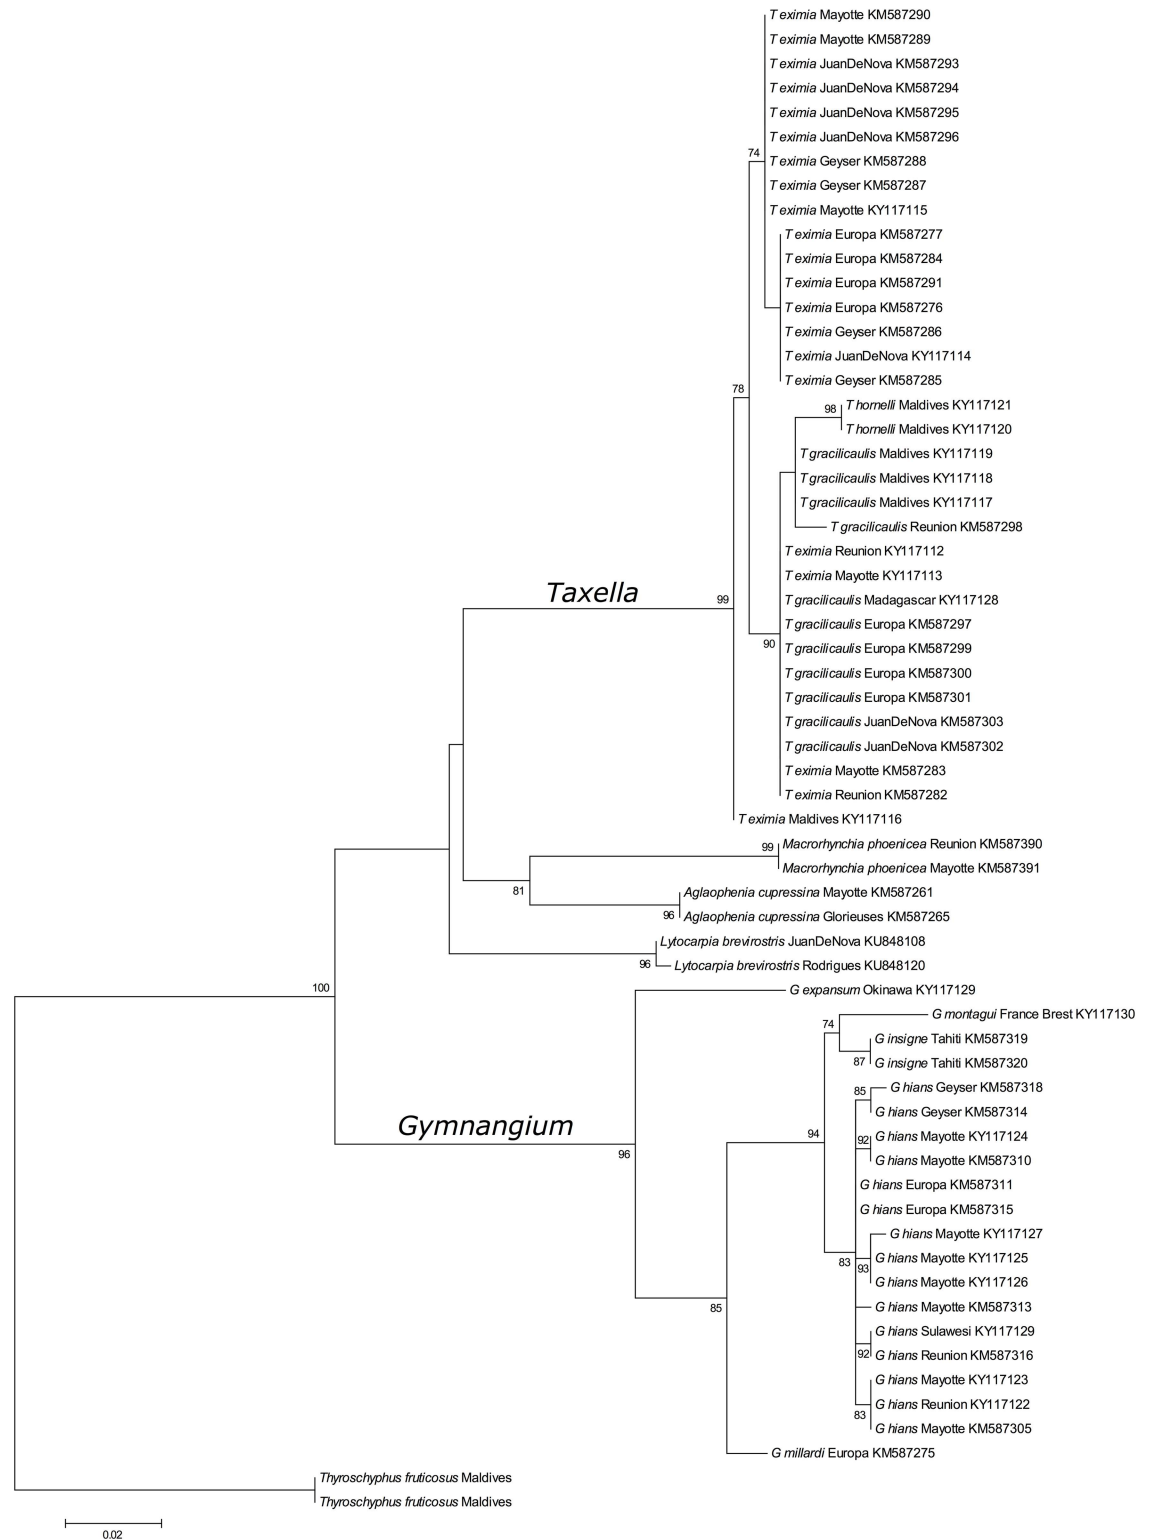 T eximia Mayotte KM587290
T eximia Mayotte KM587289
T eximia JuanDeNova KM587293
T eximia JuanDeNova KM587294
T eximia JuanDeNova KM587295
T eximia JuanDeNova KM587296
74
T eximia Geyser KM587288
T eximia Geyser KM587287
T eximia Mayotte KY117115
T eximia Europa KM587277
T eximia Europa KM587284
T eximia Europa KM587291
T eximia Europa KM587276
T eximia Geyser KM587286
T eximia JuanDeNova KY117114
T eximia Geyser KM587285
78
98
T hornelli Maldives KY117121
T hornelli Maldives KY117120
T gracilicaulis Maldives KY117119
T gracilicaulis Maldives KY117118
T gracilicaulis Maldives KY117117
T gracilicaulis Reunion KM587298
T eximia Reunion KY117112
T eximia Mayotte KY117113
Taxella
99
T gracilicaulis Madagascar KY117128
T gracilicaulis Europa KM587297
90
T gracilicaulis Europa KM587299
T gracilicaulis Europa KM587300
T gracilicaulis Europa KM587301
T gracilicaulis JuanDeNova KM587303
T gracilicaulis JuanDeNova KM587302
T eximia Mayotte KM587283
T eximia Reunion KM587282
T eximia Maldives KY117116
99
Macrorhynchia phoenicea Reunion KM587390
Macrorhynchia phoenicea Mayotte KM587391
81
Aglaophenia cupressina Mayotte KM587261
96
Aglaophenia cupressina Glorieuses KM587265
Lytocarpia brevirostris JuanDeNova KU848108
96
Lytocarpia brevirostris Rodrigues KU848120
100
G expansum Okinawa KY117129
G montagui France Brest KY117130
74
G insigne Tahiti KM587319
87
G insigne Tahiti KM587320
85
G hians Geyser KM587318
G hians Geyser KM587314
Gymnangium
94
92
G hians Mayotte KY117124
96
G hians Mayotte KM587310
G hians Europa KM587311
G hians Europa KM587315
G hians Mayotte KY117127
83
93
G hians Mayotte KY117125
G hians Mayotte KY117126
85
G hians Mayotte KM587313
G hians Sulawesi KY117129
92
G hians Reunion KM587316
G hians Mayotte KY117123
G hians Reunion KY117122
83
G hians Mayotte KM587305
G millardi Europa KM587275
Thyroschyphus fruticosus Maldives
Thyroschyphus fruticosus Maldives
0.02